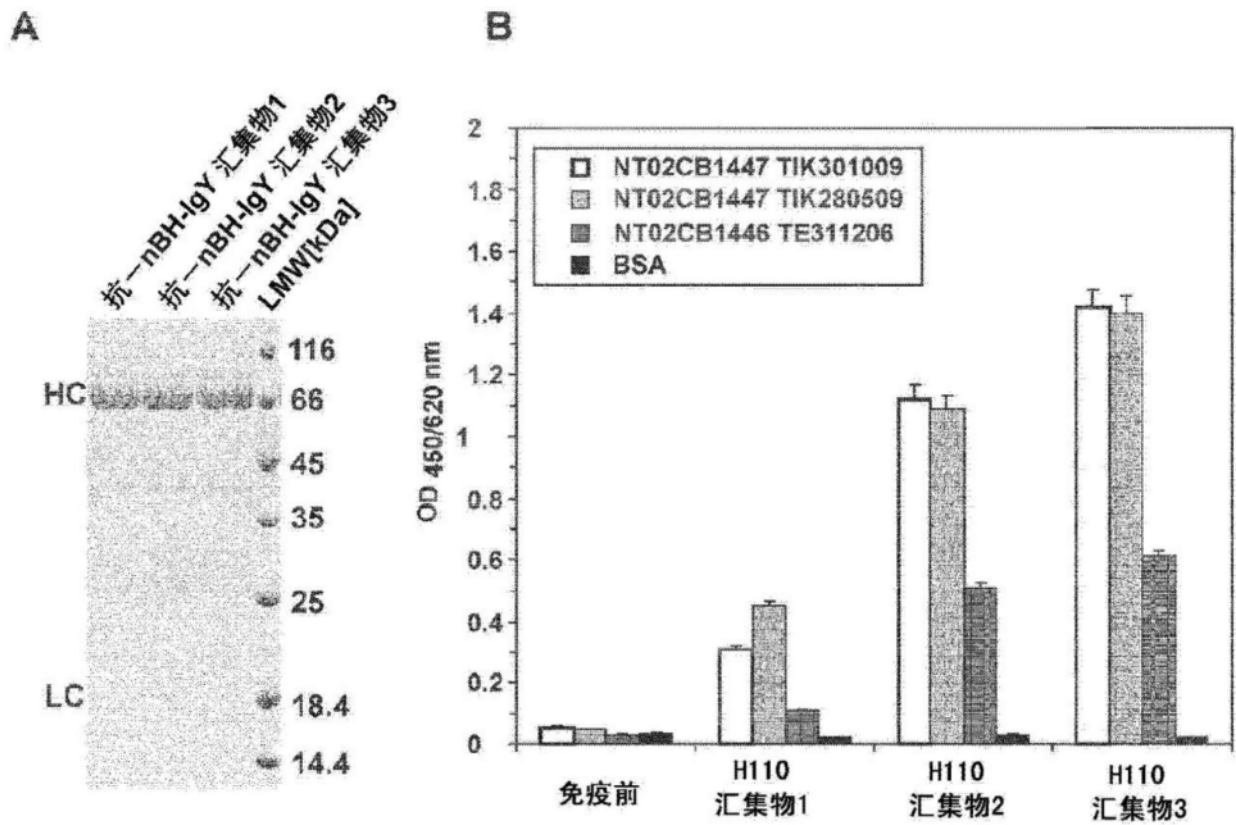 A
抗－nBH-IgY 汇集物1
抗－nBH-IgY 汇集物2
抗－nBH-IgY 汇集物3
LMW[kDa]
HC
LC
116
66
45
35
25
18.4
14.4
B
OD 450/620 nm
2
1.8
1.6
1.4
1.2
1
0.8
0.6
0.4
0.2
0
NT02CB1447 TIK301009
NT02CB1447 TIK280509
NT02CB1446 TE311206
BSA
免疫前
H110
汇集物1
H110
汇集物2
H110
汇集物3